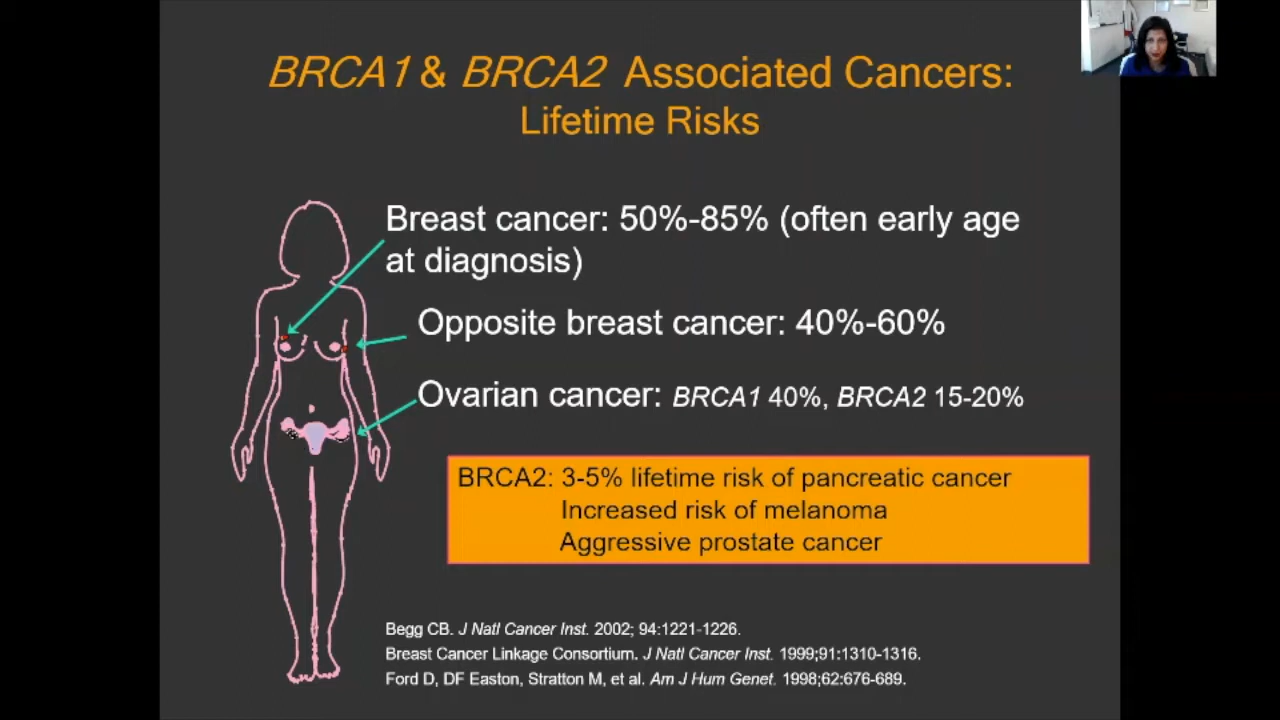 BRCA1 & BRCA2 Associated Cancers:
Lifetime Risks
Breast cancer: 50%-85% (often early age
at diagnosis)
Opposite breast cancer: 40%-60%
Ovarian cancer: BRCA1 40%, BRCA2 15-20%
BRCA2: 3-5% lifetime risk of pancreatic cancer
Increased risk of melanoma
Aggressive prostate cancer
Begg CB. J Natl Cancer Inst. 2002; 94:1221-1226.
Breast Cancer Linkage Consortium. J Natl Cancer Inst. 1999;91:1310-1316.
Ford D, DF Easton, Stratton M, et al. Am J Hum Genet. 1998;62:676-689.